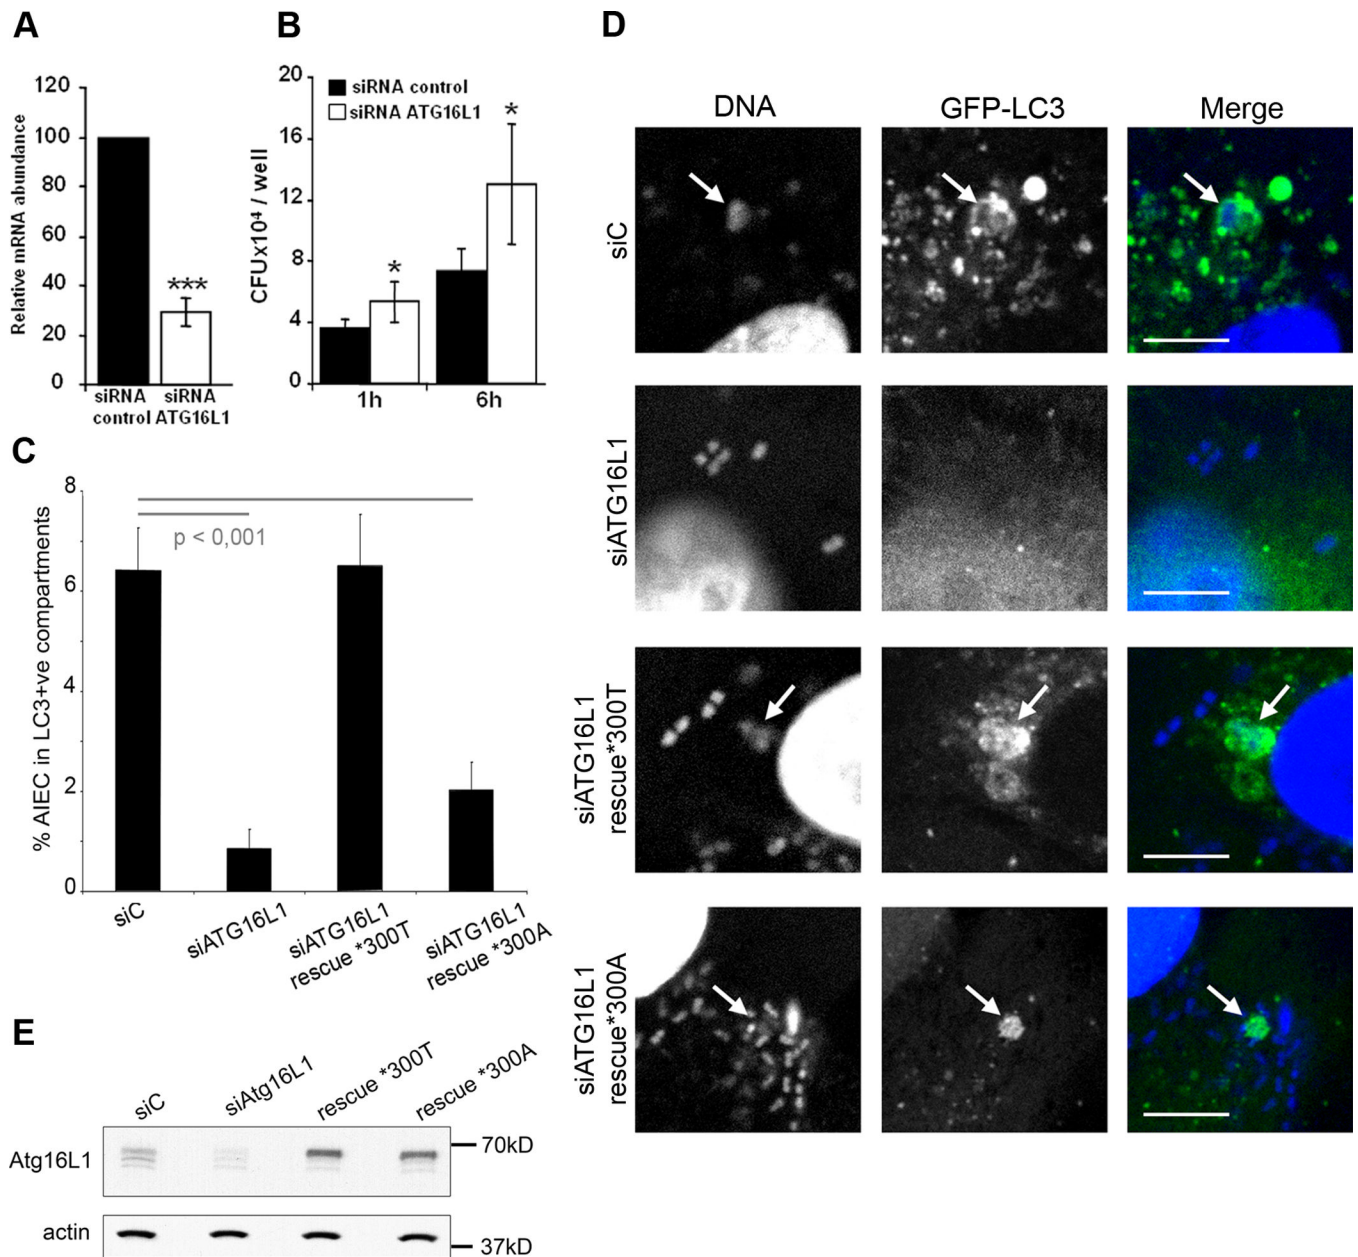 A
120
100
80
60
40
20
0
Relative mRNA abundance
***
siRNA control
siRNA ATG16L1
B
20
16
12
8
4
0
CFUx10⁴ / well
siRNA control
siRNA ATG16L1
*
*
1h
6h
C
8
6
4
2
0
% AIEC in LC3+ve compartments
p < 0,001
siC
siATG16L1
siATG16L1
rescue *300T
siATG16L1
rescue *300A
D
DNA
GFP-LC3
Merge
siC
siATG16L1
siATG16L1
rescue*300T
siATG16L1
rescue*300A
E
siC
siAtg16L1
rescue *300T
rescue *300A
Atg16L1
70kD
actin
37kD